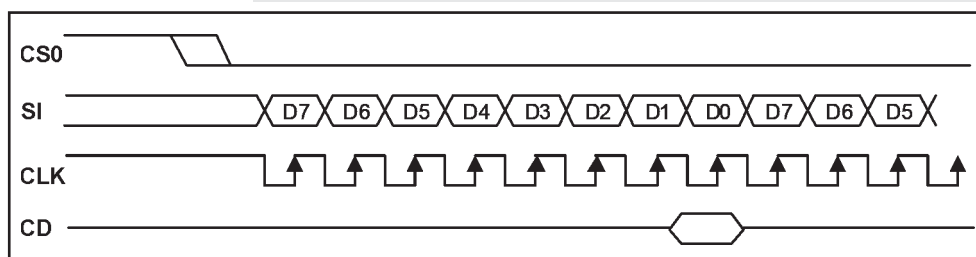 CS0
SI D7 D6 D5 D4 D3 D2 D1 D0 D7 D6 D5
CLK
CD